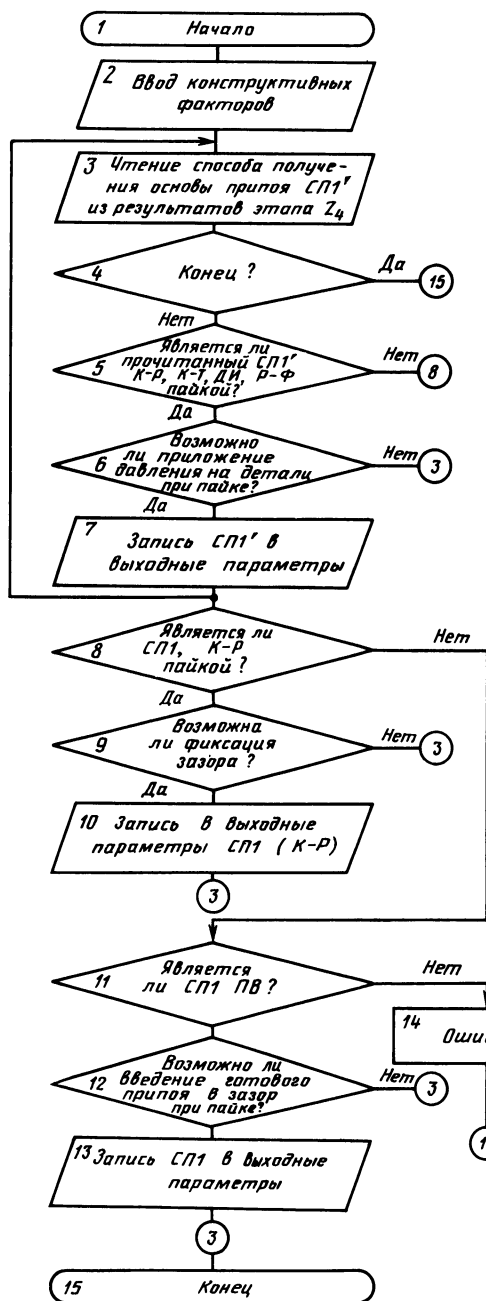 1 Начало
2 Ввод конструктивных
факторов
3 Чтение способа получе-
ния основы припоя СП1'
из результатов этапа Z₄
4 Конец ?
Да
15
Нет
5 Является ли
прочитанный СП1'
К-Р, К-Т, ДИ, Р-Ф
пайкой?
Нет
8
Да
6 Возможно
ли приложение
давления на детали
при пайке?
Нет
3
Да
7 Запись СП1' в
выходные параметры
8 Является ли
СП1, К-Р
пайкой ?
Нет
Да
9 Возможна
ли фиксация
зазора ?
Нет
3
Да
10 Запись в выходные
параметры СП1 ( К-Р)
3
11 Является
ли СП1 ПВ ?
Нет
14
12 Возможно ли
введение готового
припоя в зазор
при пайке?
Нет
3
13 Запись СП1 в выходные
параметры
3
15 Конец